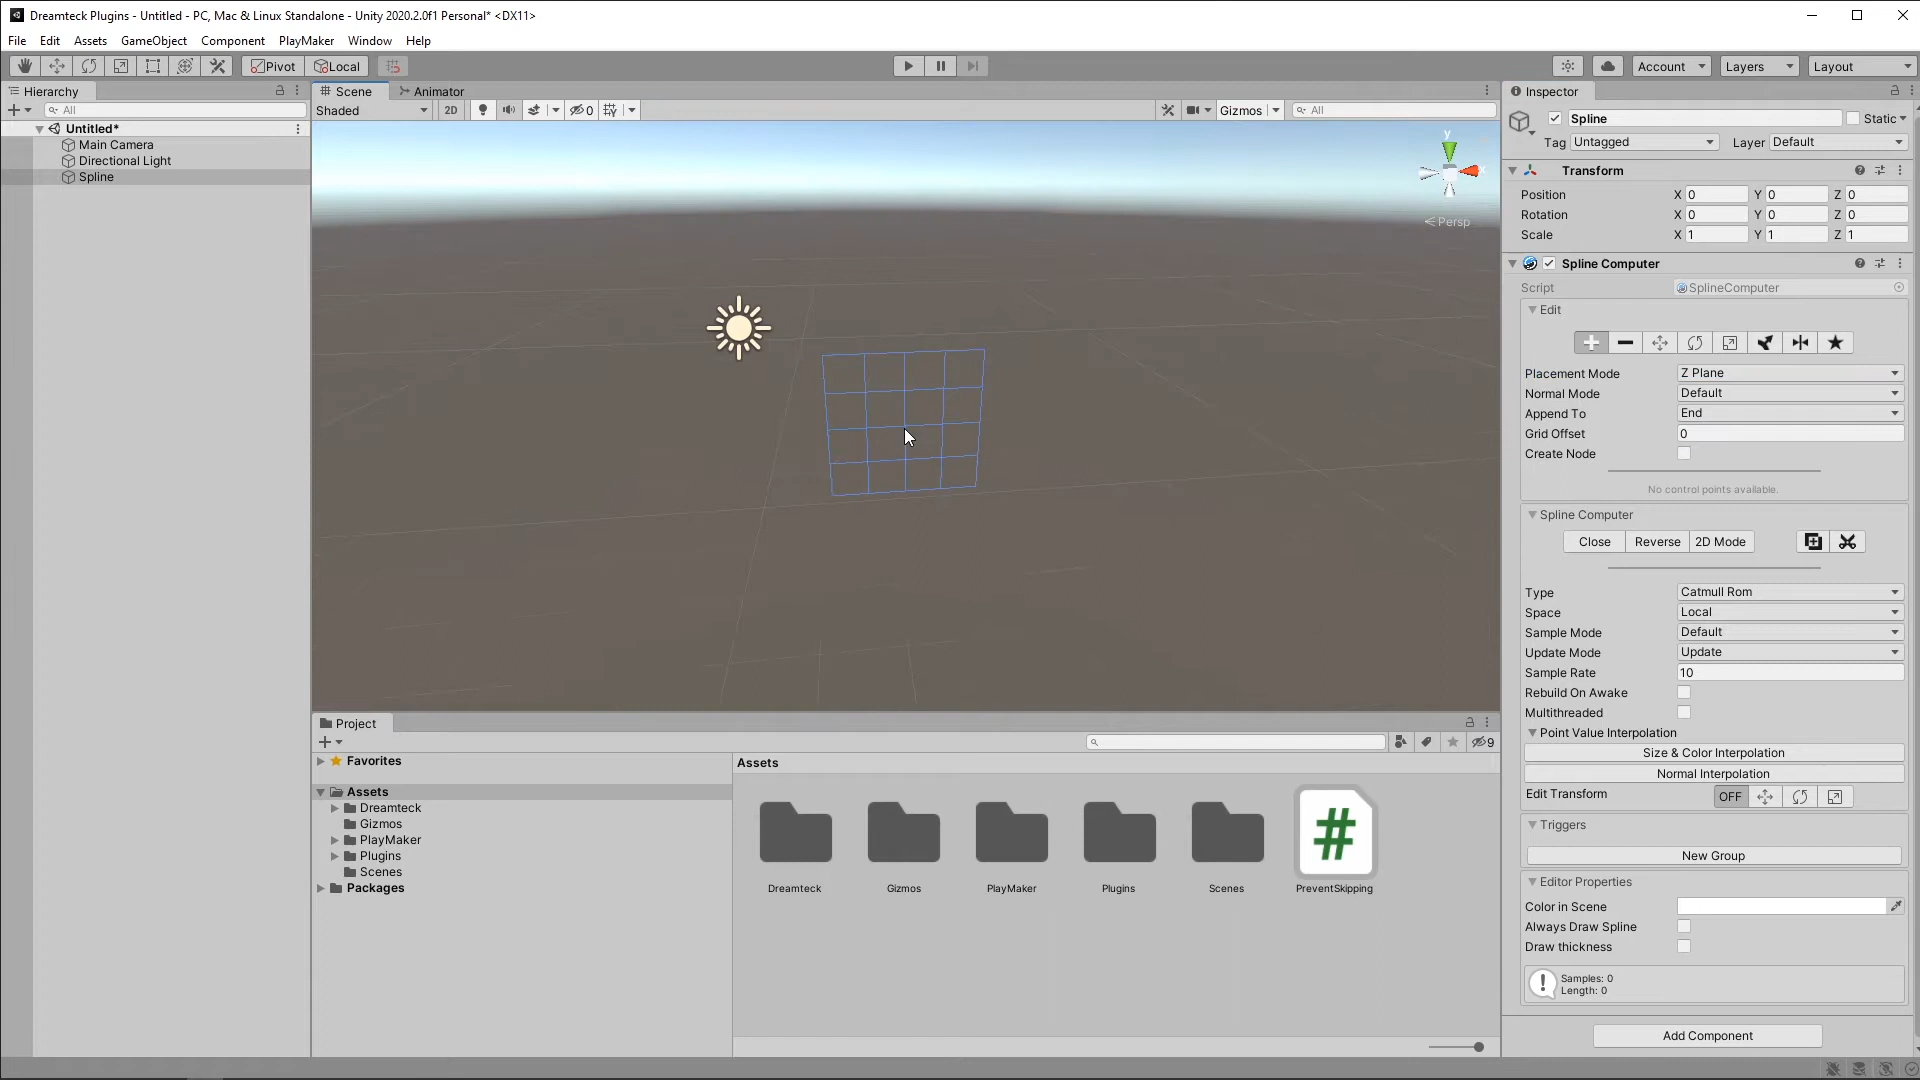 Dreamteck Plugins - Untitled - PC, Mac & Linux Standalone - Unity 2020.2.0f1 Personal* <DX11>
File Edit Assets GameObject Component PlayMaker Window Help
Pivot Local Account Layers Layout
Hierarchy
All
Untitled*
Main Camera
Directional Light
Spline
Scene Animator
Shaded 2D 0 Gizmos All
y
Persp
Project
9
Favorites
Assets
Dreamteck
Gizmos
PlayMaker
Plugins
Scenes
Packages
Assets
Dreamteck Gizmos PlayMaker Plugins Scenes PreventSkipping
Inspector
Spline Static
Tag Untagged Layer Default
Transform
Position X 0 Y 0 Z 0
Rotation X 0 Y 0 Z 0
Scale X 1 Y 1 Z 1
Spline Computer
Script SplineComputer
Edit
Placement Mode Z Plane
Normal Mode Default
Append To End
Grid Offset 0
Create Node
No control points available.
Spline Computer
Close Reverse 2D Mode
Type Catmull Rom
Space Local
Sample Mode Default
Update Mode Update
Sample Rate 10
Rebuild On Awake
Multithreaded
Point Value Interpolation
Size & Color Interpolation
Normal Interpolation
Edit Transform OFF
Triggers
New Group
Editor Properties
Color in Scene
Always Draw Spline
Draw thickness
Samples: 0
Length: 0
Add Component